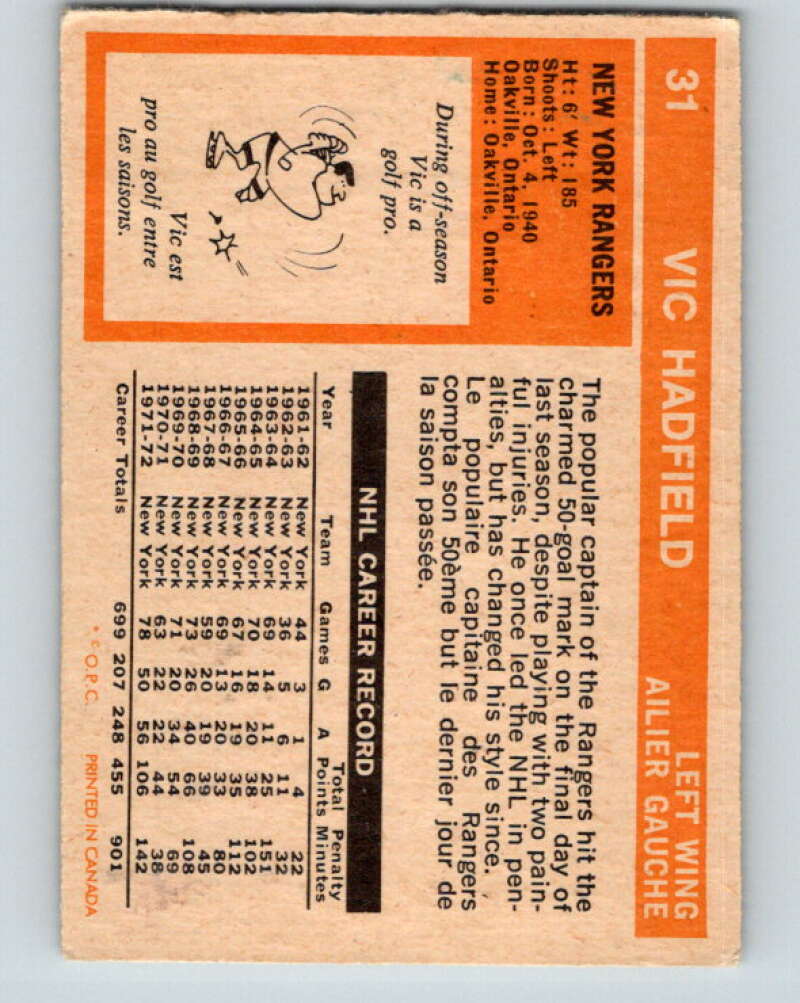 31 VIC HADFIELD LEFT WING
AILIER GAUCHE
NEW YORK RANGERS
Ht: 6' Wt: 185
Shoots: Left
Born: Oct. 4, 1940
Oakville, Ontario
Home: Oakville, Ontario
During off-season
Vic is a
golf pro.
Vic est
pro au golf entre
les saisons.
The popular captain of the Rangers hit the
charmed 50-goal mark on the final day of
last season, despite playing with two pain-
ful injuries. He once led the NHL in pen-
alties, but has changed his style since.
Le populaire capitaine des Rangers
compta son 50ème but le dernier jour de
la saison passée.
NHL CAREER RECORD
Total Penalty
Year Team Games G A Points Minutes
1961-62 New York 44 3 1 4 22
1962-63 New York 36 5 6 11 32
1963-64 New York 69 14 11 25 151
1964-65 New York 70 18 20 38 102
1965-66 New York 67 16 19 35 112
1966-67 New York 69 13 20 33 80
1967-68 New York 59 20 19 39 45
1968-69 New York 73 26 40 66 108
1969-70 New York 71 20 34 54 69
1970-71 New York 63 22 22 44 38
1971-72 New York 78 50 56 106 142
Career Totals 699 207 248 455 901
* © O.P.C. PRINTED IN CANADA